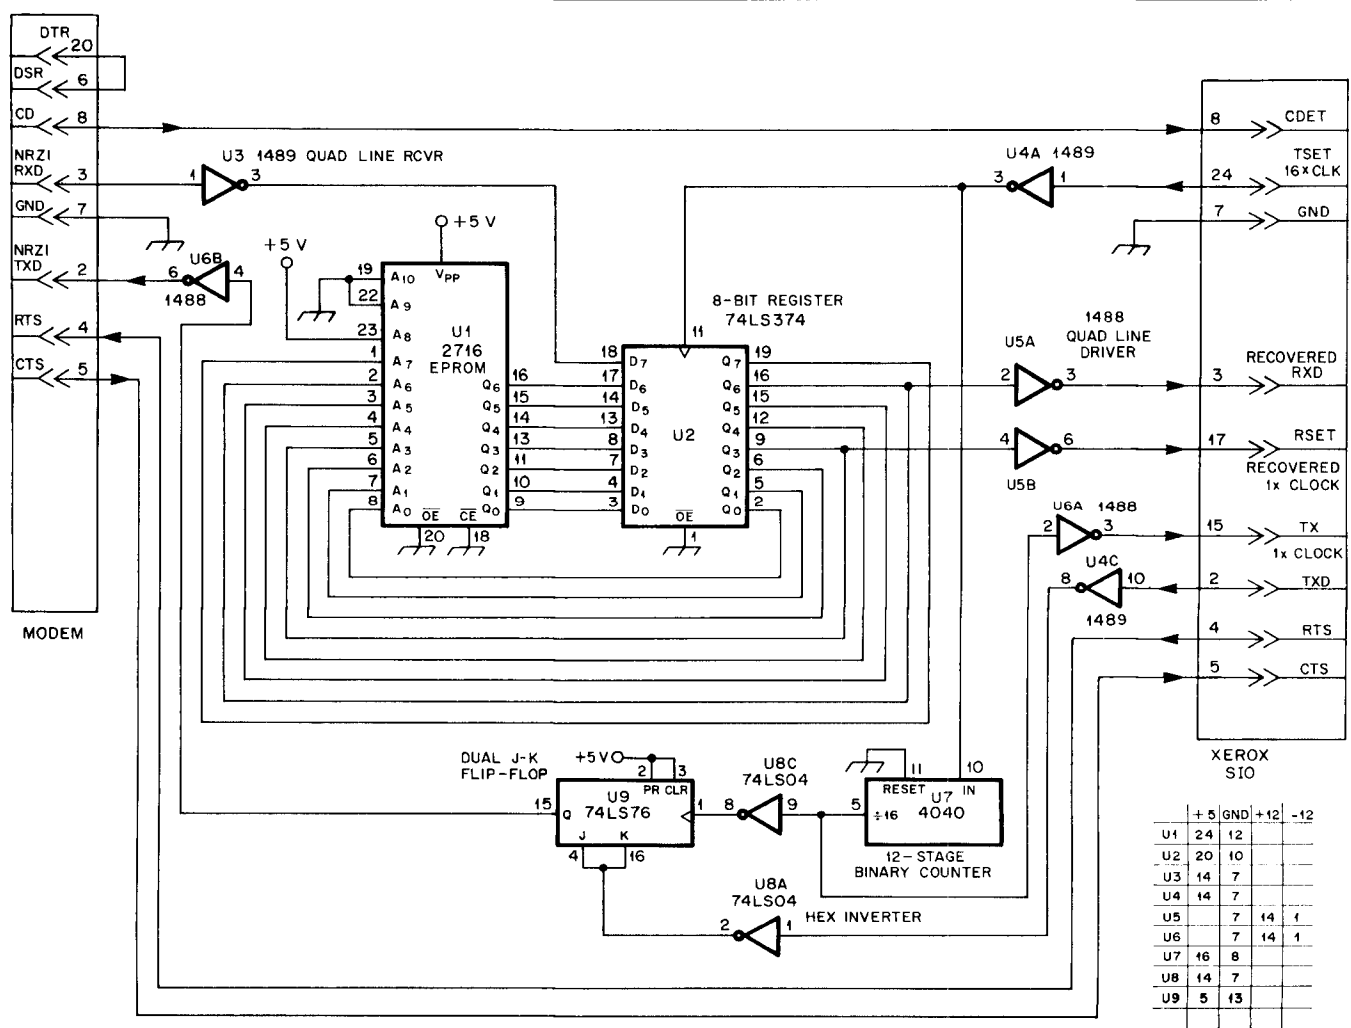 DTR
20
DSR
6
CD
8
NRZI
RXD
3
GND
7
NRZI
TXD
2
RTS
4
CTS
5
MODEM
1
U3 1489 QUAD LINE RCVR
3
6
U6B
4
1488
+5 V
+5 V
VPP
19
A10
22
A9
23
A8
1
A7
2
A6
3
A5
4
A4
5
A3
6
A2
7
A1
8
A0
U1
2716
EPROM
OE
20
CE
18
Q6
16
Q5
15
Q4
14
Q3
13
Q2
11
Q1
10
Q0
9
8-BIT REGISTER
74LS374
11
18
D7
17
D6
14
D5
13
D4
8
D3
7
D2
4
D1
3
D0
U2
OE
1
Q7
19
Q6
16
Q5
15
Q4
12
Q3
9
Q2
6
Q1
5
Q0
2
U4A 1489
3
1
U5A
1488
QUAD LINE
DRIVER
2
3
4
6
U5B
U6A 1488
2
3
U4C
8
10
1489
8
CDET
24
TSET
16xCLK
7
GND
3
RECOVERED
RXD
17
RSET
RECOVERED
1x CLOCK
15
TX
1x CLOCK
2
TXD
4
RTS
5
CTS
XEROX
SIO
DUAL J-K
FLIP-FLOP
+5V
2
3
PR CLR
15
Q
U9
74LS76
1
J
K
4
16
U8C
74LS04
8
9
11
10
RESET
IN
5
÷16
U7
4040
12-STAGE
BINARY COUNTER
U8A
74LS04
2
1
HEX INVERTER
+5 GND +12 -12
U1 24 12
U2 20 10
U3 14 7
U4 14 7
U5 7 14 1
U6 7 14 1
U7 16 8
U8 14 7
U9 5 13